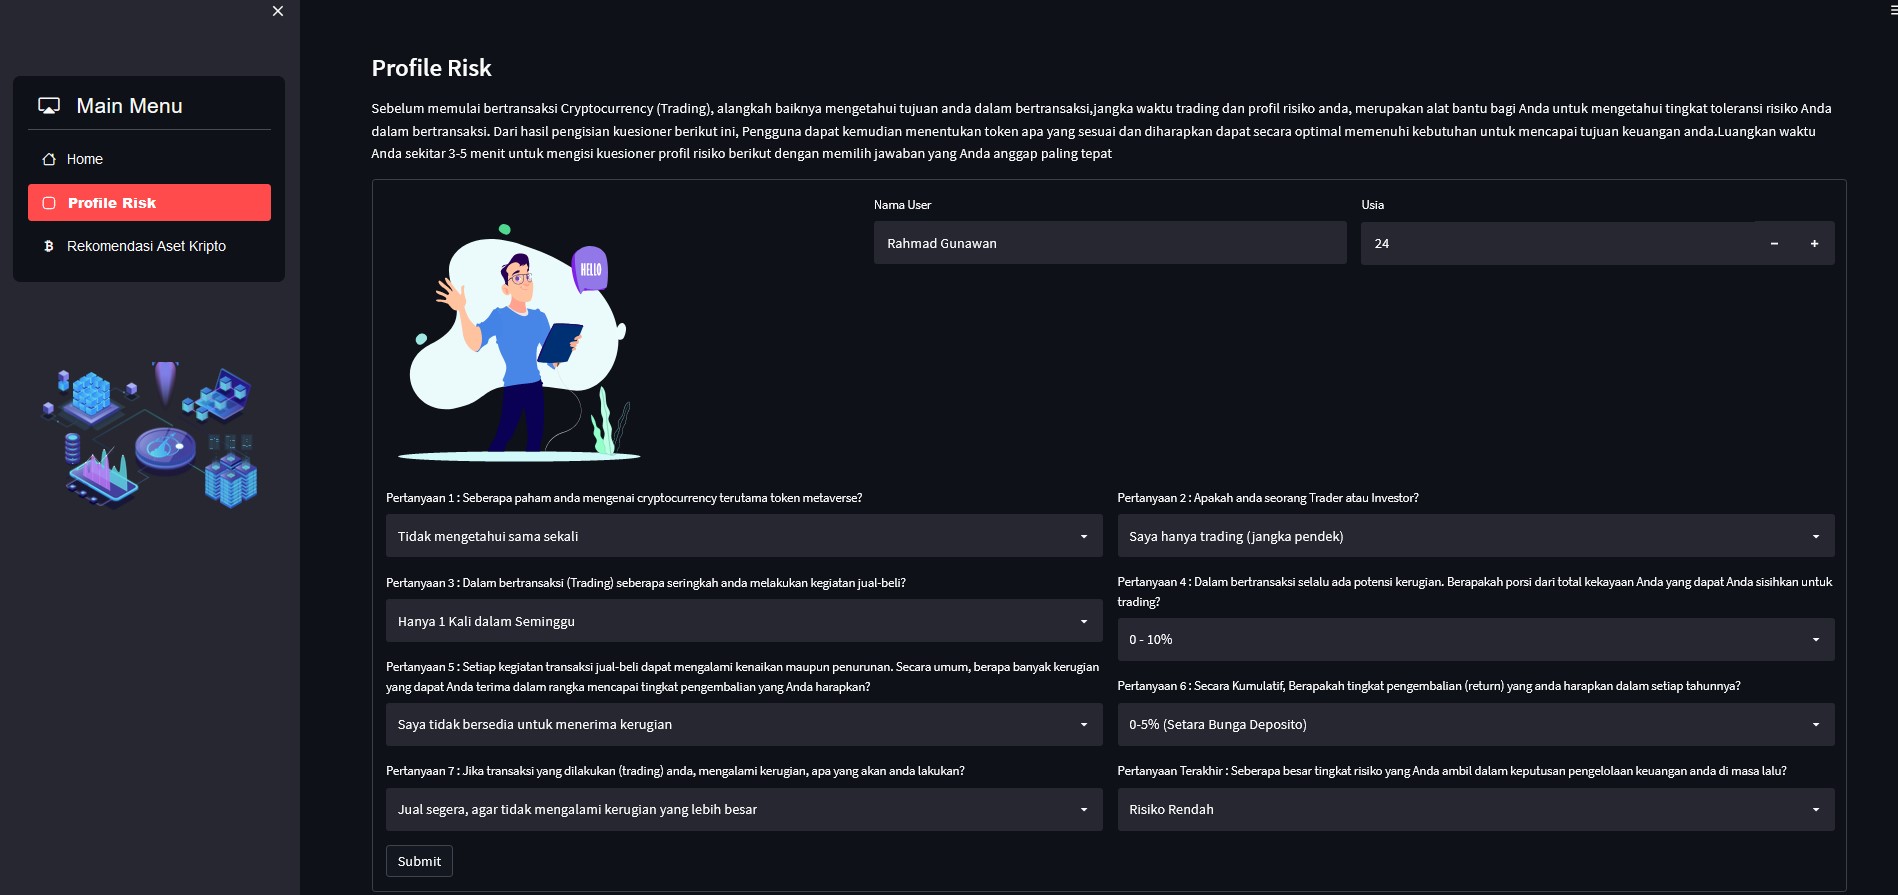 Main Menu
Home
Profile Risk
Rekomendasi Aset Kripto
Profile Risk
Sebelum memulai bertransaksi Cryptocurrency (Trading), alangkah baiknya mengetahui tujuan anda dalam bertransaksi,jangka waktu trading dan profil risiko anda, merupakan alat bantu bagi Anda untuk mengetahui tingkat toleransi risiko Anda
dalam bertransaksi. Dari hasil pengisian kuesioner berikut ini, Pengguna dapat kemudian menentukan token apa yang sesuai dan diharapkan dapat secara optimal memenuhi kebutuhan untuk mencapai tujuan keuangan anda.Luangkan waktu
Anda sekitar 3-5 menit untuk mengisi kuesioner profil risiko berikut dengan memilih jawaban yang Anda anggap paling tepat
HELLO
Nama User
Rahmad Gunawan
Usia
24
Pertanyaan 1 : Seberapa paham anda mengenai cryptocurrency terutama token metaverse?
Tidak mengetahui sama sekali
Pertanyaan 2 : Apakah anda seorang Trader atau Investor?
Saya hanya trading (jangka pendek)
Pertanyaan 3 : Dalam bertransaksi (Trading) seberapa seringkah anda melakukan kegiatan jual-beli?
Hanya 1 Kali dalam Seminggu
Pertanyaan 4 : Dalam bertransaksi selalu ada potensi kerugian. Berapakah porsi dari total kekayaan Anda yang dapat Anda sisihkan untuk
trading?
0 - 10%
Pertanyaan 5 : Setiap kegiatan transaksi jual-beli dapat mengalami kenaikan maupun penurunan. Secara umum, berapa banyak kerugian
yang dapat Anda terima dalam rangka mencapai tingkat pengembalian yang Anda harapkan?
Saya tidak bersedia untuk menerima kerugian
Pertanyaan 6 : Secara Kumulatif, Berapakah tingkat pengembalian (return) yang anda harapkan dalam setiap tahunnya?
0-5% (Setara Bunga Deposito)
Pertanyaan 7 : Jika transaksi yang dilakukan (trading) anda, mengalami kerugian, apa yang akan anda lakukan?
Jual segera, agar tidak mengalami kerugian yang lebih besar
Pertanyaan Terakhir : Seberapa besar tingkat risiko yang Anda ambil dalam keputusan pengelolaan keuangan anda di masa lalu?
Risiko Rendah
Submit